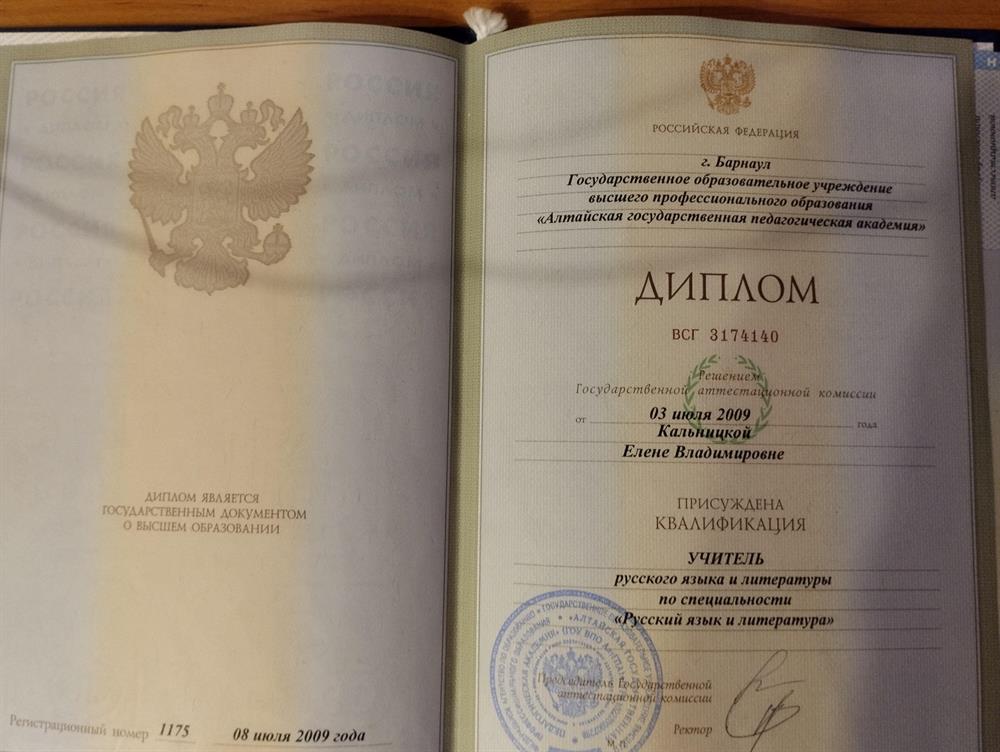 ДИПЛОМ ЯВЛЯЕТСЯ
ГОСУДАРСТВЕННЫМ ДОКУМЕНТОМ
О ВЫСШЕМ ОБРАЗОВАНИИ
Регистрационный номер 1175
08 июля 2009 года
РОССИЙСКАЯ ФЕДЕРАЦИЯ
г. Барнаул
Государственное образовательное учреждение
высшего профессионального образования
«Алтайская государственная педагогическая академия»
ДИПЛОМ
ВСГ 3174140
Решением
Государственной аттестационной комиссии
от 03 июля 2009 года
Кальницкой
Елене Владимировне
ПРИСУЖДЕНА
КВАЛИФИКАЦИЯ
УЧИТЕЛЬ
русского языка и литературы
по специальности
«Русский язык и литература»
Председатель Государственной
аттестационной комиссии
Ректор